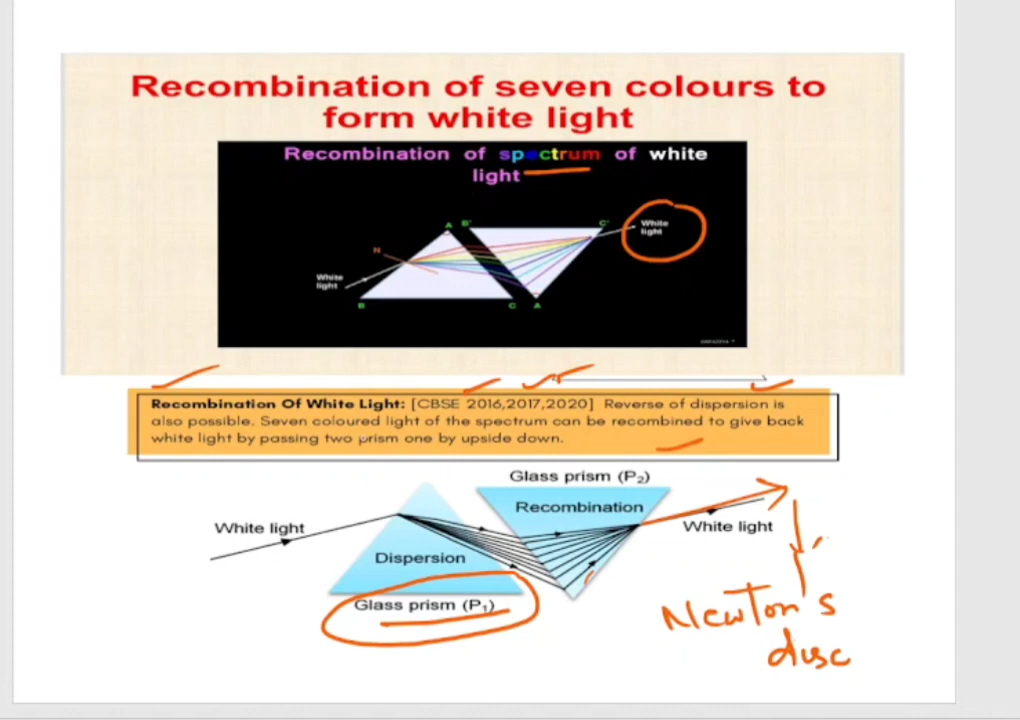 Recombination of seven colours to
form white light
Recombination of spectrum of white
light
A B' C'
White
light
N
White
light
B C A
Recombination Of White Light: [CBSE 2016,2017,2020] Reverse of dispersion is
also possible. Seven coloured light of the spectrum can be recombined to give back
white light by passing two prism one by upside down.
Glass prism (P2)
Recombination
White light
White light
Dispersion
Glass prism (P1)
Newton's
disc